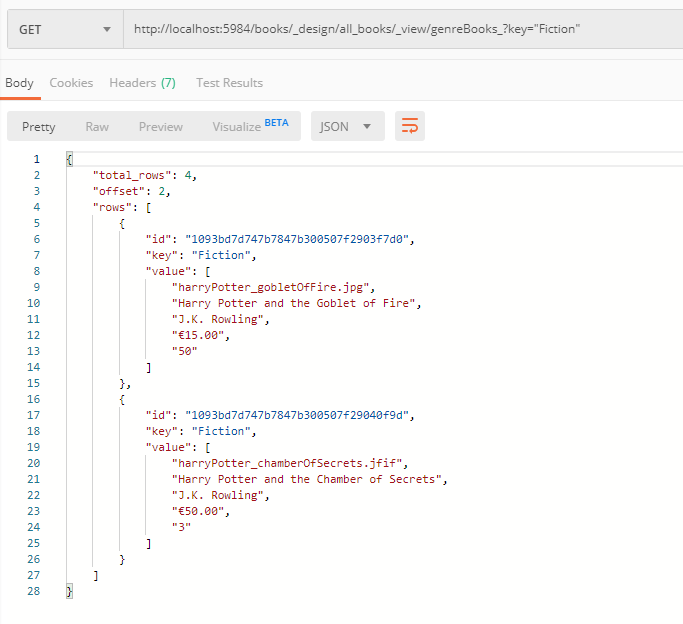 GET http://localhost:5984/books/_design/all_books/_view/genreBooks_?key="Fiction"
Body Cookies Headers (7) Test Results
Pretty Raw Preview Visualize BETA JSON
1 {
2 "total_rows": 4,
3 "offset": 2,
4 "rows": [
5 {
6 "id": "1093bd7d747b7847b300507f2903f7d0",
7 "key": "Fiction",
8 "value": [
9 "harryPotter_gobletOfFire.jpg",
10 "Harry Potter and the Goblet of Fire",
11 "J.K. Rowling",
12 "€15.00",
13 "50"
14 ]
15 },
16 {
17 "id": "1093bd7d747b7847b300507f29040f9d",
18 "key": "Fiction",
19 "value": [
20 "harryPotter_chamberOfSecrets.jfif",
21 "Harry Potter and the Chamber of Secrets",
22 "J.K. Rowling",
23 "€50.00",
24 "3"
25 ]
26 }
27 ]
28 }